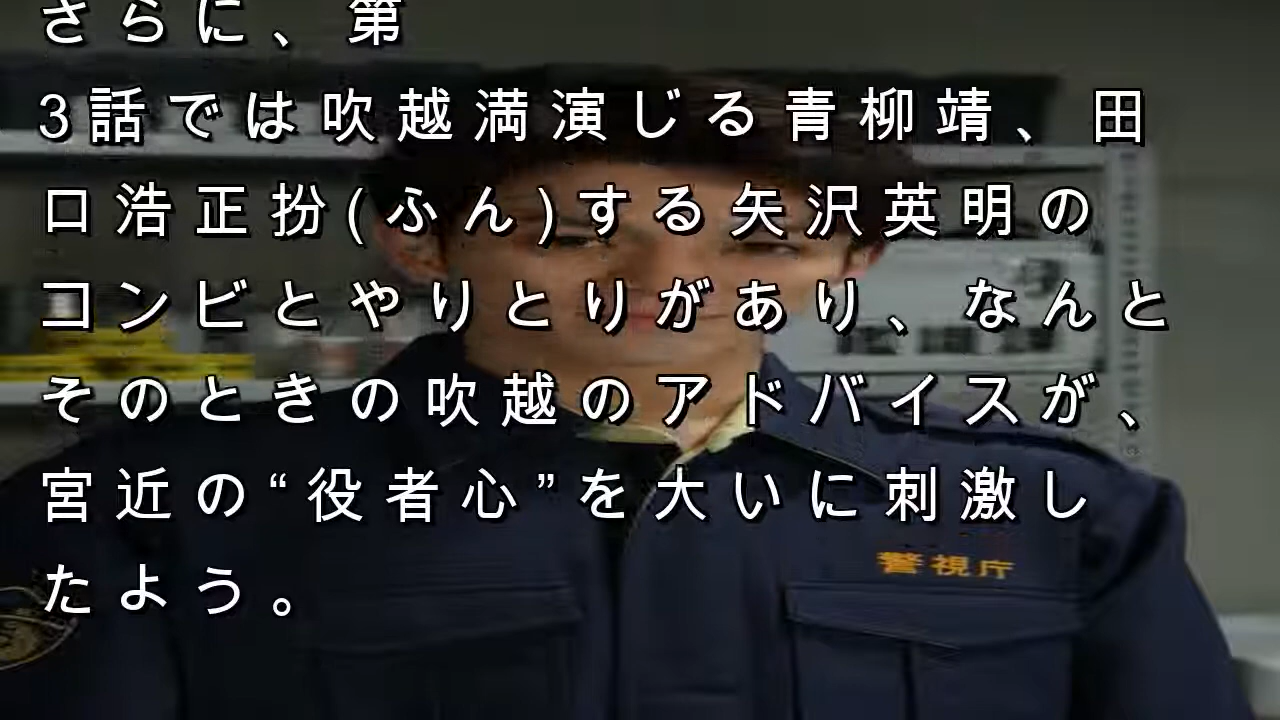 さらに、第
3話では吹越満演じる青柳靖、田
口浩正扮(ふん)する矢沢英明の
コンビとやりとりがあり、なんと
そのときの吹越のアドバイスが、
宮近の“役者心”を大いに刺激し
たよう。
警視庁